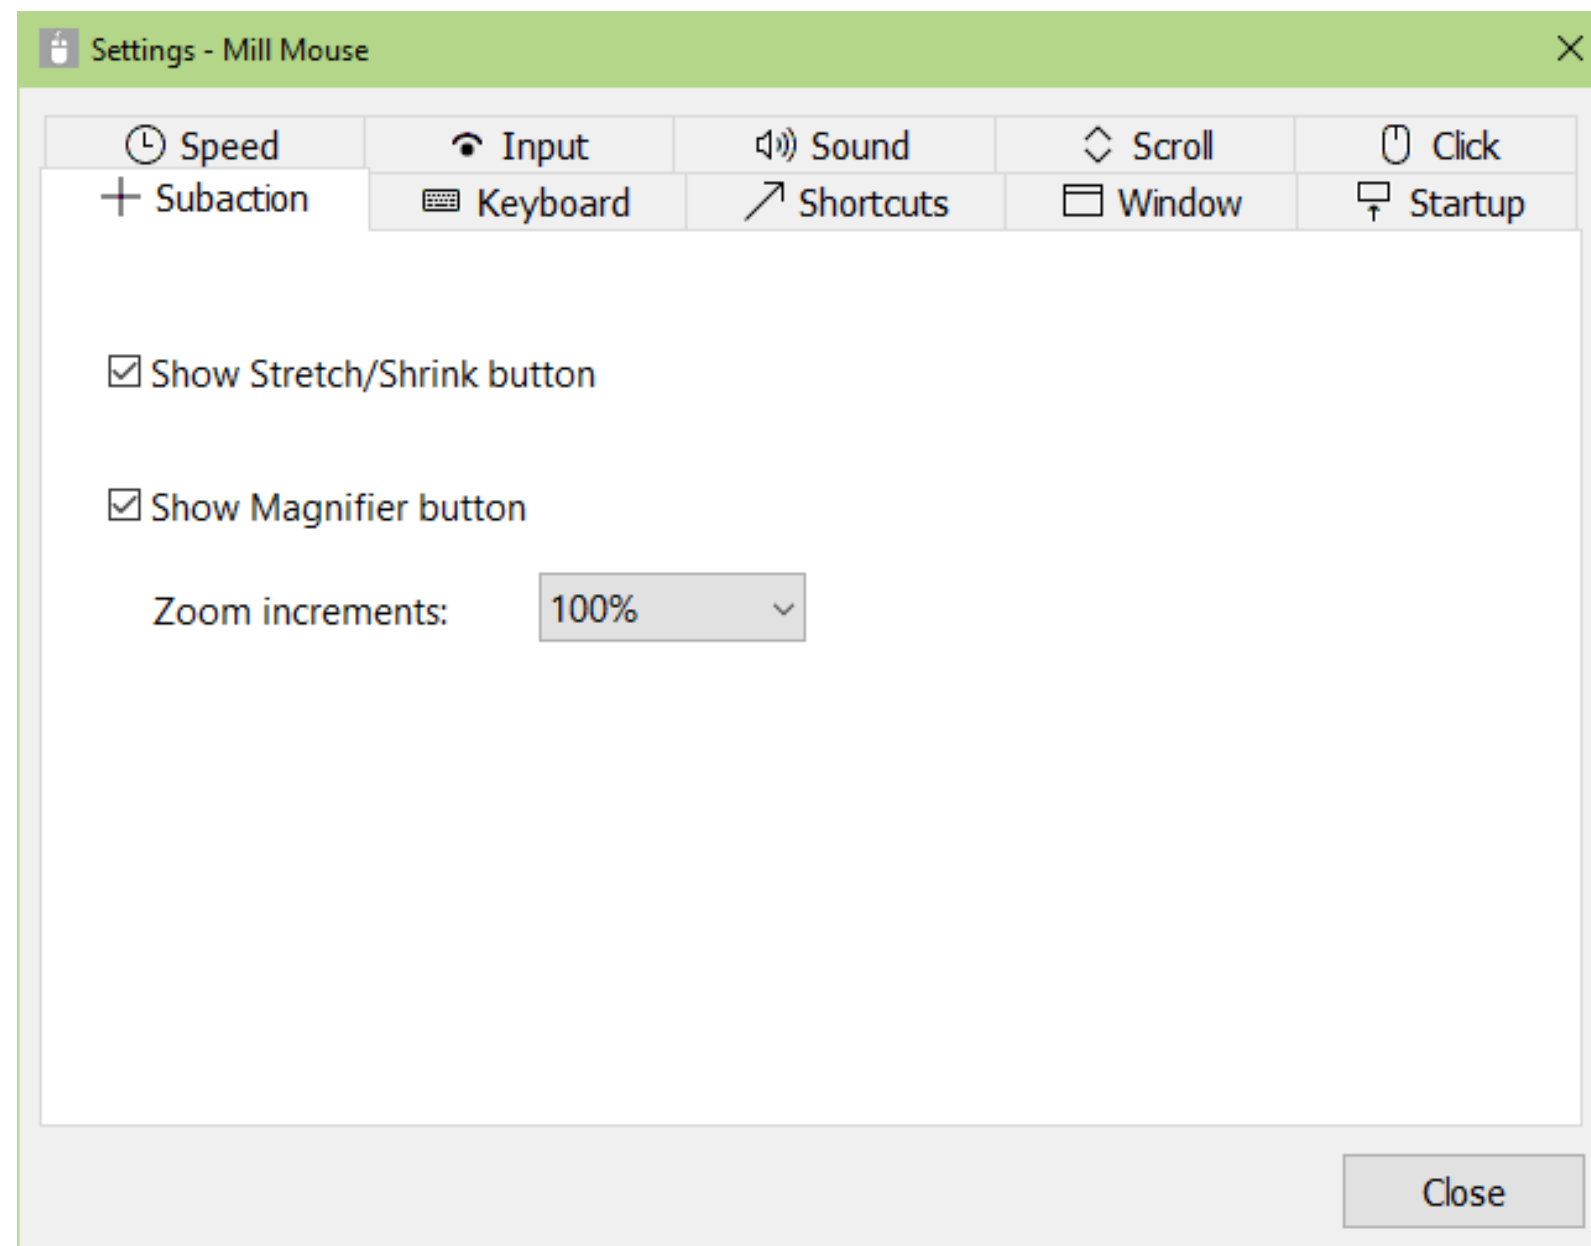 Settings - Mill Mouse
Speed Input Sound Scroll Click
Subaction Keyboard Shortcuts Window Startup
Show Stretch/Shrink button
Show Magnifier button
Zoom increments: 100%
Close